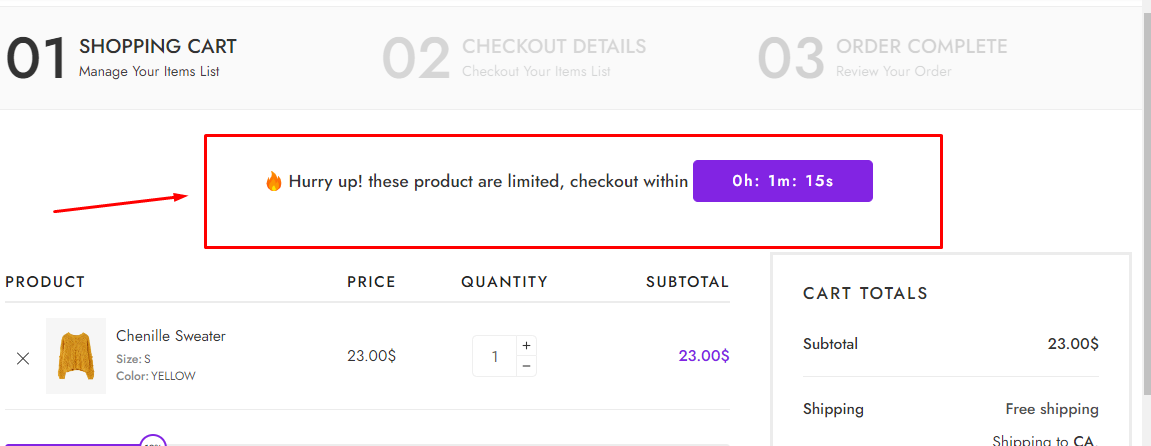 01 SHOPPING CART
Manage Your Items List
02 CHECKOUT DETAILS
Checkout Your Items List
03 ORDER COMPLETE
Review Your Order
🔥 Hurry up! these product are limited, checkout within 0h: 1m: 15s
PRODUCT PRICE QUANTITY SUBTOTAL
Chenille Sweater
Size: S
Color: YELLOW
23.00$ 1 + − 23.00$
CART TOTALS
Subtotal 23.00$
Shipping Free shipping
Shipping to CA.